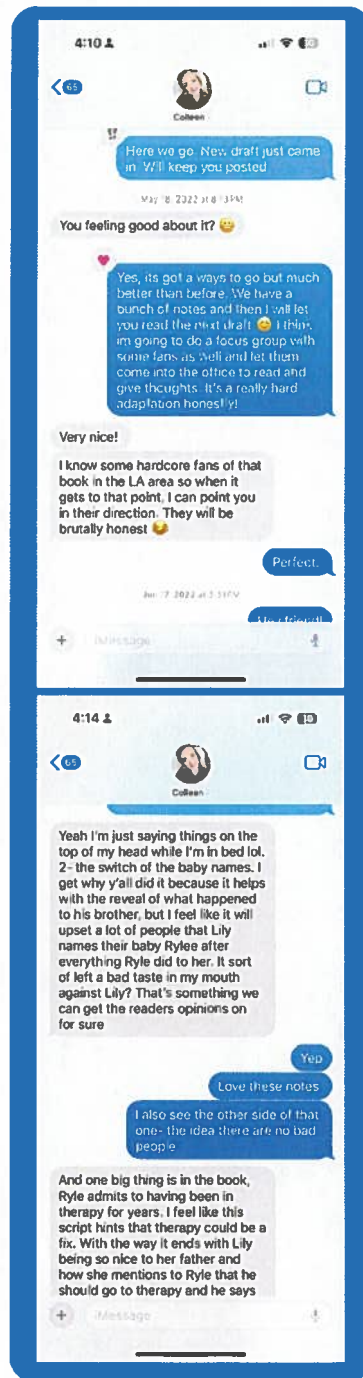 4:10
65
Colleen
Here we go. New draft just came
in. Will keep you posted
May 18, 2022 at 8:13 PM
You feeling good about it? 😀
Yes, its got a ways to go but much
better than before. We have a
bunch of notes and then I will let
you read the next draft 😊 I think
im going to do a focus group with
some fans as well and let them
come into the office to read and
give thoughts. It's a really hard
adaptation honestly!
Very nice!
I know some hardcore fans of that
book in the LA area so when it
gets to that point, I can point you
in their direction. They will be
brutally honest 😂
Perfect.
2022 at
Hey friend!
iMessage
4:14
65
Colleen
Yeah I'm just saying things on the
top of my head while I'm in bed lol.
2- the switch of the baby names. I
get why y'all did it because it helps
with the reveal of what happened
to his brother, but I feel like it will
upset a lot of people that Lily
names their baby Rylee after
everything Ryle did to her. It sort
of left a bad taste in my mouth
against Lily? That's something we
can get the readers opinions on
for sure
Yep
Love these notes
I also see the other side of that
one- the idea there are no bad
people
And one big thing is in the book,
Ryle admits to having been in
therapy for years. I feel like this
script hints that therapy could be a
fix. With the way it ends with Lily
being so nice to her father and
how she mentions to Ryle that he
should go to therapy and he says
iMessage